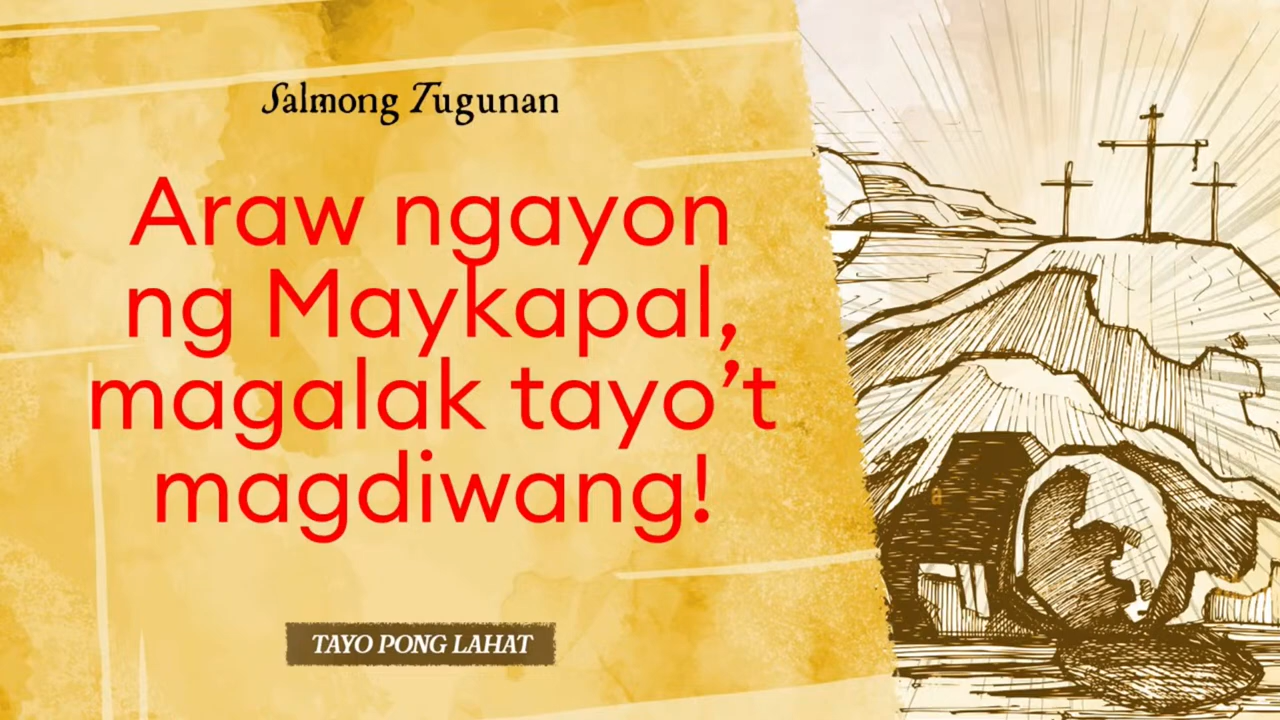 Salmong Tugunan
Araw ngayon
ng Maykapal,
magalak tayo’t
magdiwang!
TAYO PONG LAHAT